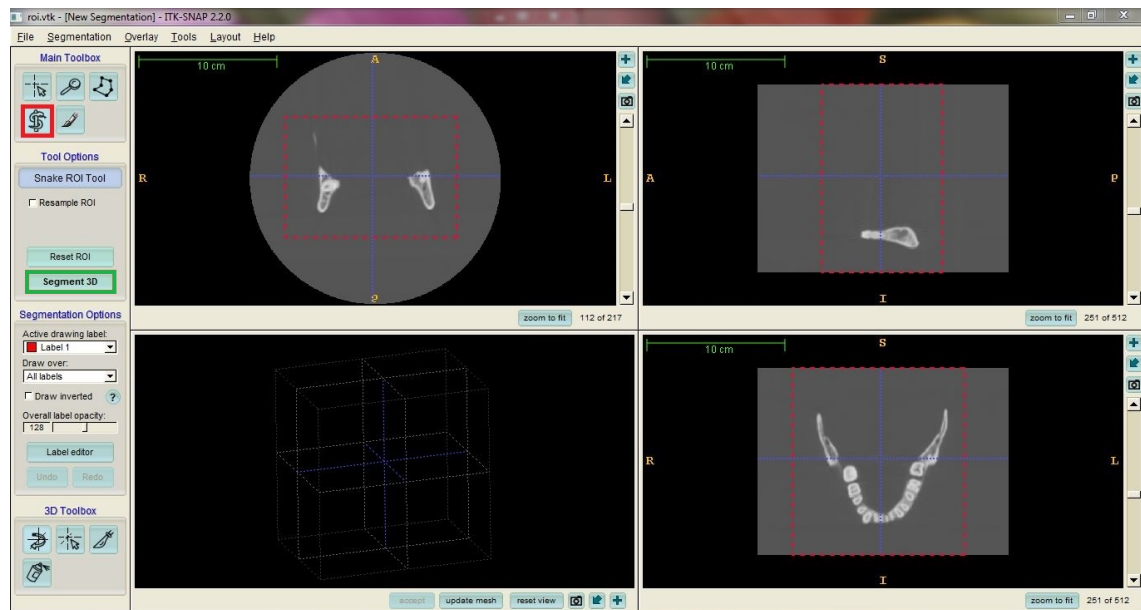 roi.vtk - [New Segmentation] - ITK-SNAP 2.2.0
File Segmentation Overlay Tools Layout Help
Main Toolbox
Tool Options
Snake ROI Tool
Resample ROI
Reset ROI
Segment 3D
Segmentation Options
Active drawing label:
Label 1
Draw over:
All labels
Draw inverted ?
Overall label opacity:
128
Label editor
Undo Redo
3D Toolbox
10 cm
A
R
L
P
zoom to fit 112 of 217
10 cm
S
A
P
I
zoom to fit 251 of 512
accept update mesh reset view
10 cm
S
R
L
I
zoom to fit 251 of 512